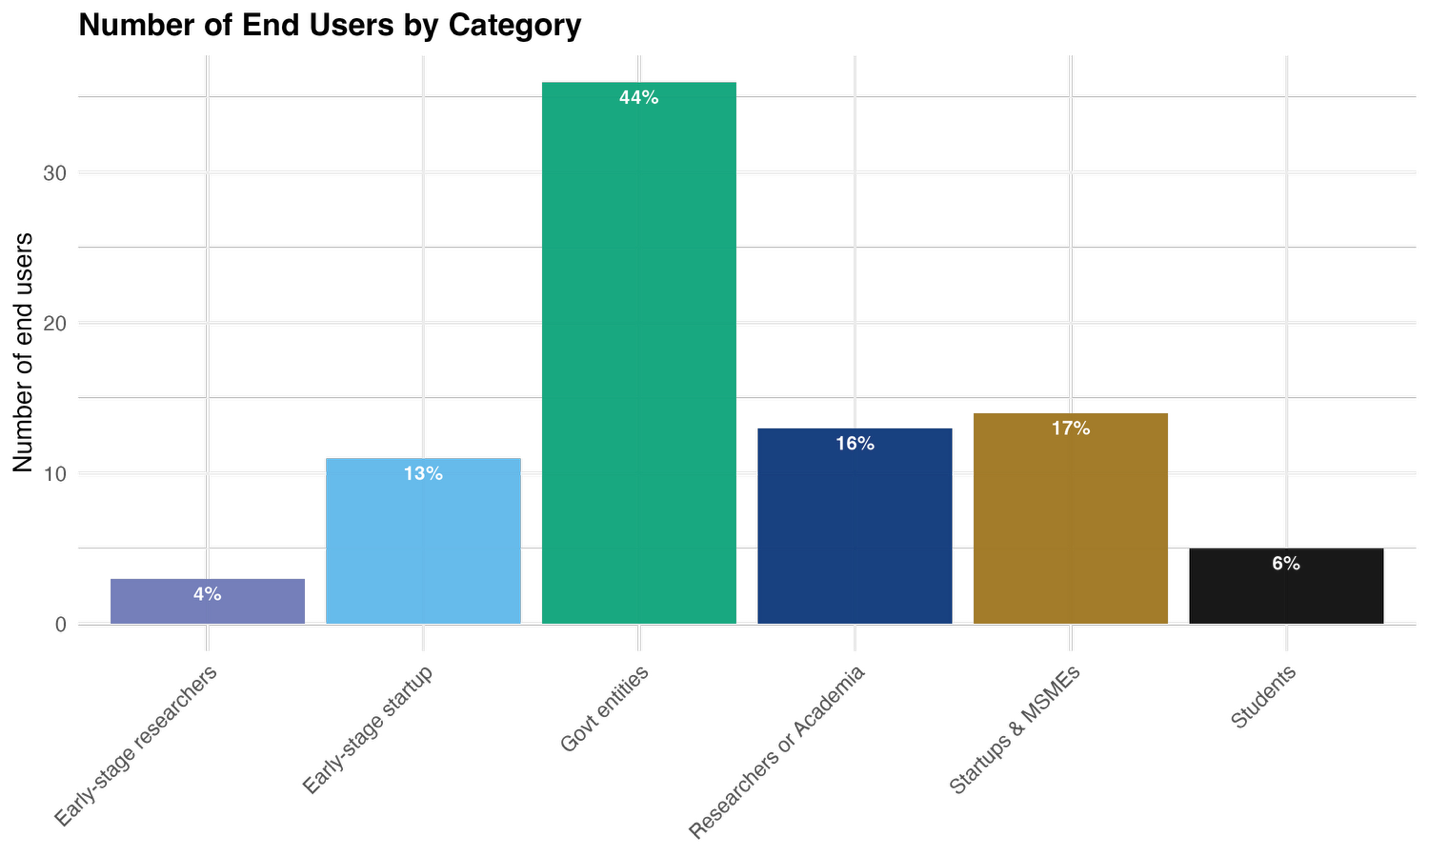 Number of End Users by Category
Number of end users
30
20
10
0
44%
17%
16%
13%
6%
4%
Early-stage researchers
Early-stage startup
Govt entities
Researchers or Academia
Startups & MSMEs
Students